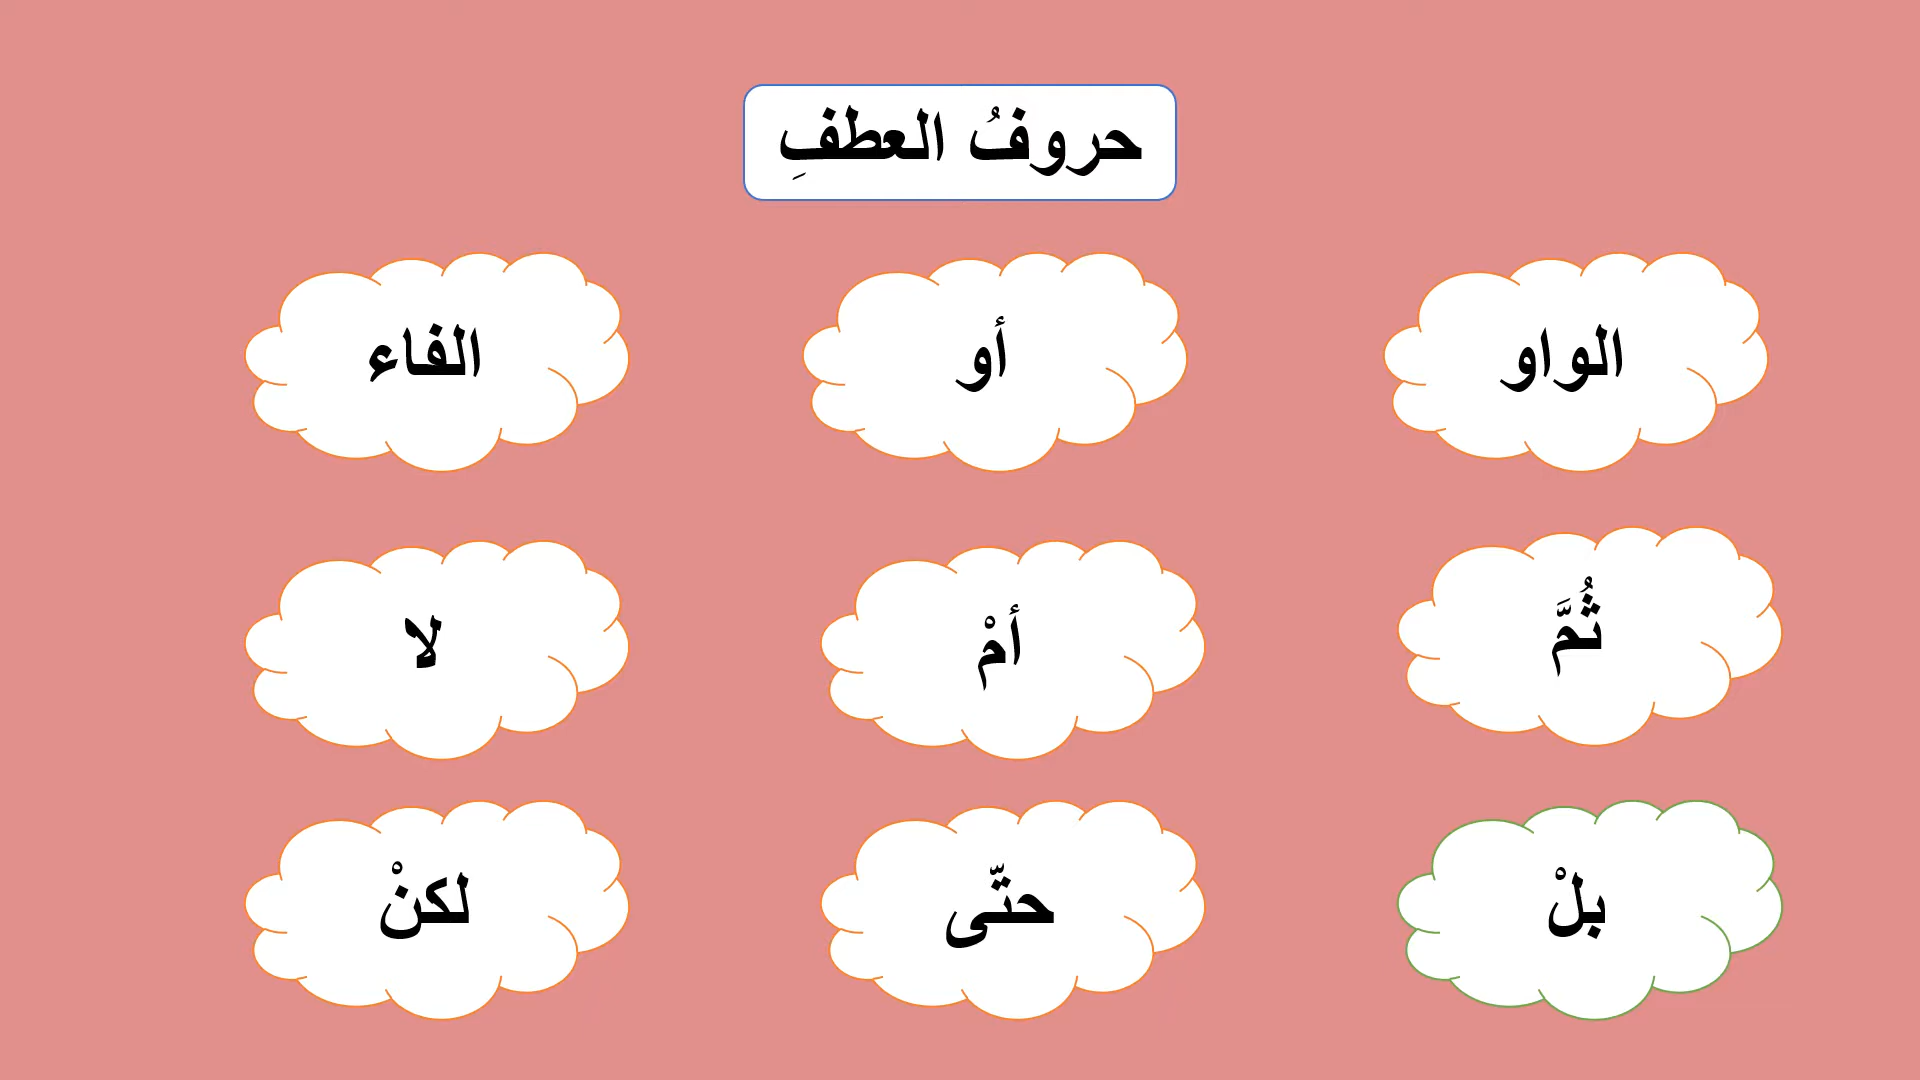 حروفُ العطفِ
الواو
أو
الفاء
ثُمَّ
أمْ
لا
بلْ
حتّى
لكنْ